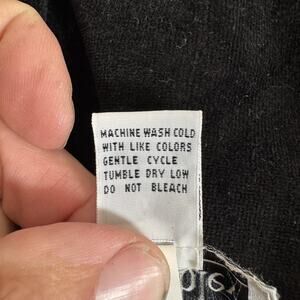 MACHINE WASH COLD
WITH LIKE COLORS
GENTLE CYCLE
TUMBLE DRY LOW
DO NOT BLEACH